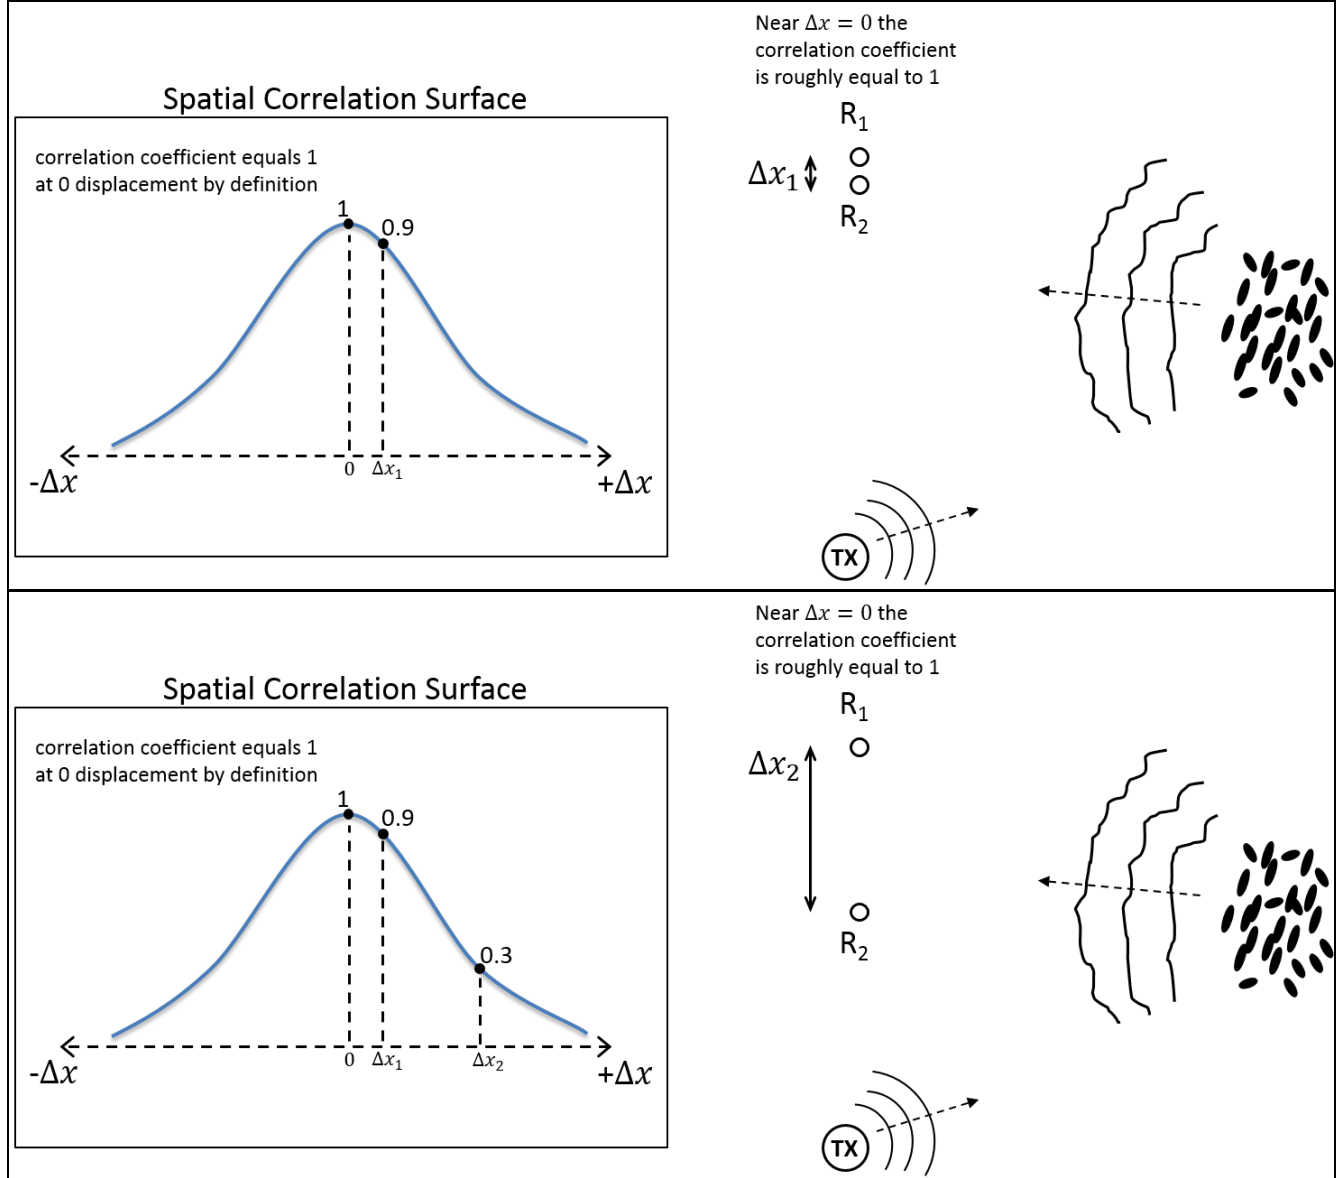 Near Δx = 0 the
correlation coefficient
is roughly equal to 1
Spatial Correlation Surface
R₁
correlation coefficient equals 1
at 0 displacement by definition
Δx₁
R₂
1
0.9
0
Δx₁
-Δx
+Δx
TX
Near Δx = 0 the
correlation coefficient
is roughly equal to 1
Spatial Correlation Surface
R₁
correlation coefficient equals 1
at 0 displacement by definition
Δx₂
1
0.9
R₂
0.3
0
Δx₁
Δx₂
-Δx
+Δx
TX